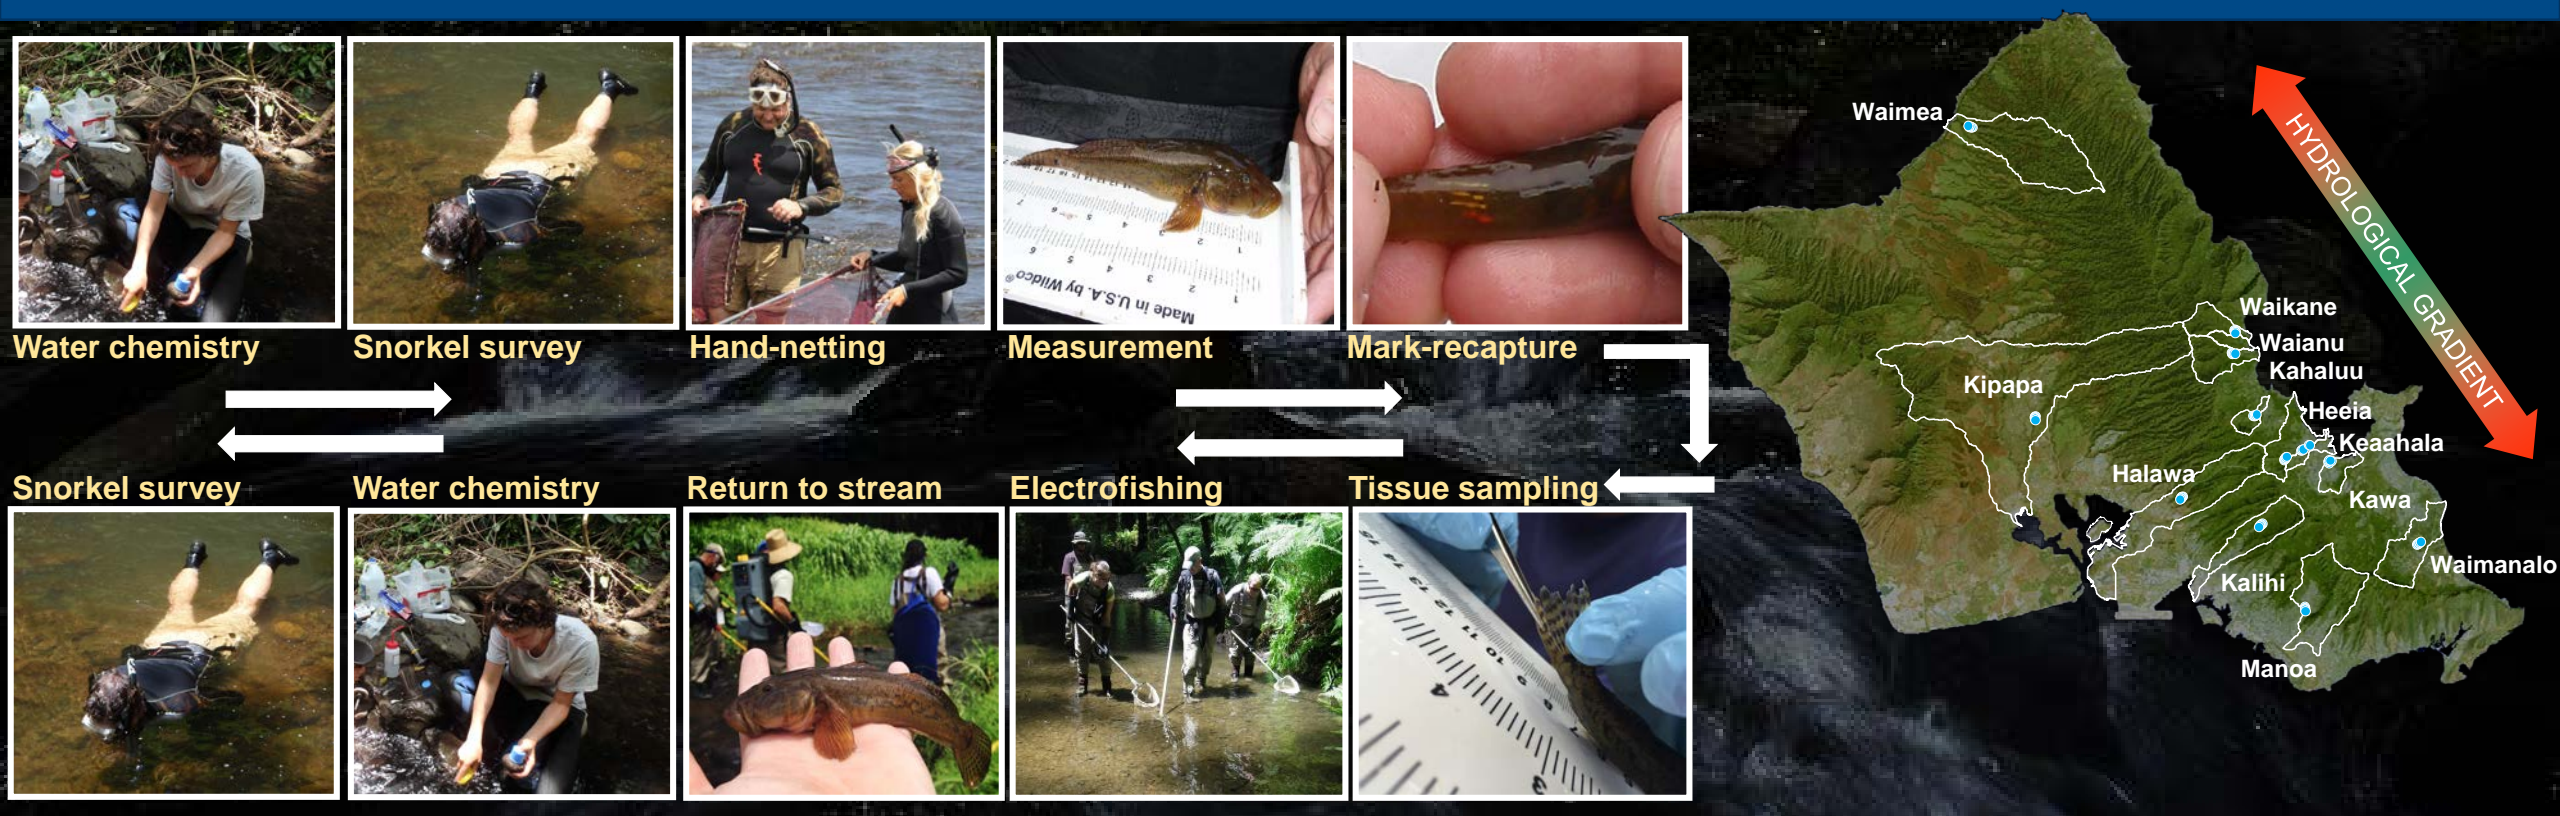 Water chemistry
Snorkel survey
Hand-netting
Measurement
Mark-recapture
Made in U.S.A. by Wildco®
Snorkel survey
Water chemistry
Return to stream
Electrofishing
Tissue sampling
Waimea
Waikane
Waianu
Kahaluu
Kipapa
Heeia
Keaahala
Halawa
Kawa
Waimanalo
Kalihi
Manoa
HYDROLOGICAL GRADIENT